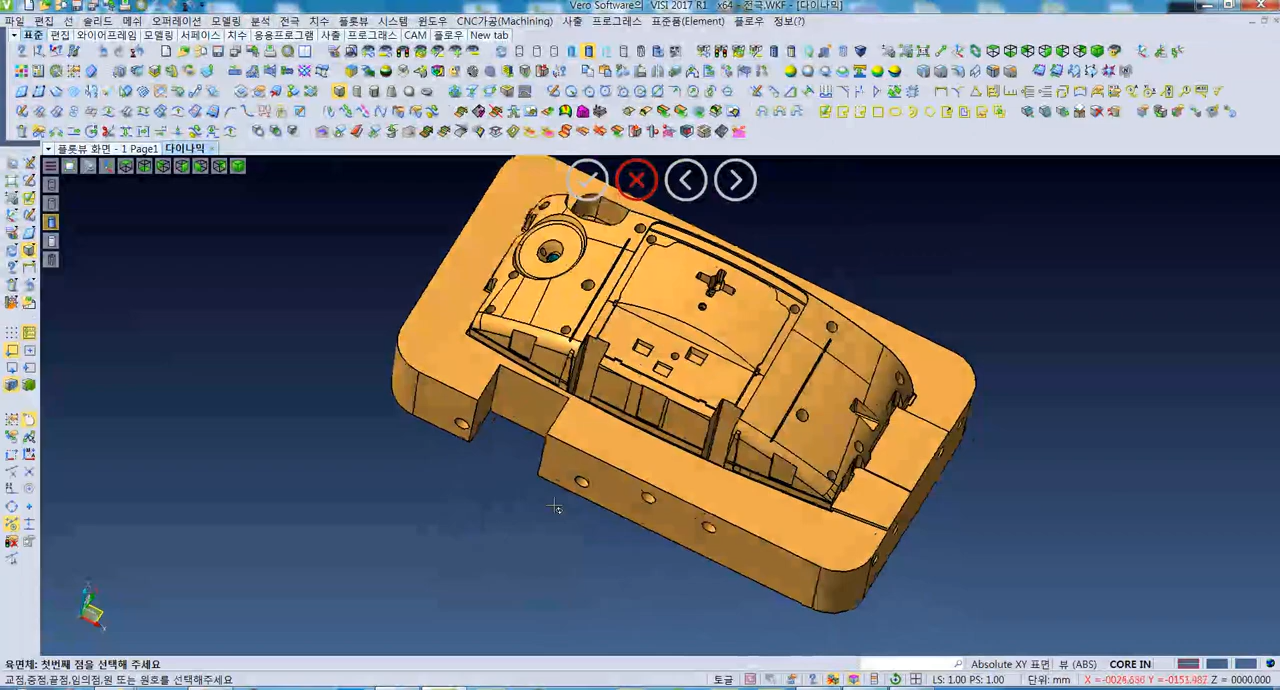 Vero Software의 VISI 2017 R1 x64 - 전극.WKF - [다이나믹]
파일 편집 선 솔리드 메쉬 오퍼레이션 모델링 분석 전극 치수 플롯뷰 시스템 윈도우 CNC가공(Machining) 사출 프로그레스 표준품(Element) 플로우 정보(?)
표준 편집 와이어프레임 모델링 서페이스 치수 응용프로그램 사출 프로그래스 CAM 플로우 New tab
플롯뷰 화면 - 1 Page1 다이나믹
육면체: 첫번째 점을 선택해 주세요
Absolute XY 표면 뷰 (ABS) CORE IN
교점,중점,끝점,임의점,원 또는 원호를 선택해주세요
토글 LS: 1.00 PS: 1.00 단위: mm X =-0024.636 Y =-0151.487 Z = 0000.000